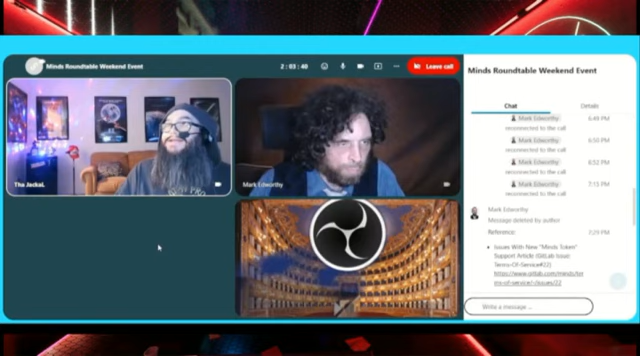 Minds Roundtable Weekend Event
2:03:40
Leave call
Minds Roundtable Weekend Event
Chat
Details
Mark Edworthy
6:49 PM
reconnected to the call
Mark Edworthy
6:50 PM
reconnected to the call
Mark Edworthy
6:52 PM
reconnected to the call
Mark Edworthy
7:15 PM
reconnected to the call
Tha JackaL
Mark Edworthy
Mark Edworthy
Message deleted by author
Reference:
7:29 PM
Issues With New "Minds Token"
Support Article (GitLab Issue
Terms-Of-Service#22)
https://www.gitlab.com/minds/ter
ms-of-service/-/issues/22
Write a message ...